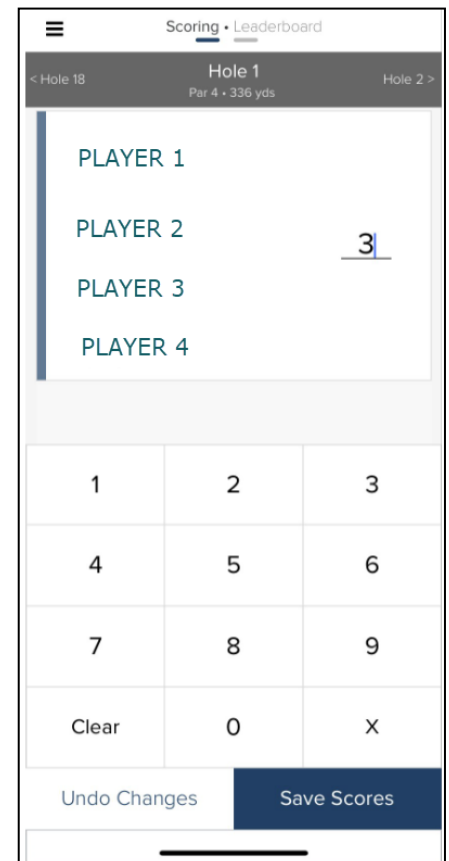 Scoring • Leaderboard
< Hole 18 Hole 1 Hole 2 >
Par 4 • 336 yds
PLAYER 1
PLAYER 2
3
PLAYER 3
PLAYER 4
1 2 3
4 5 6
7 8 9
Clear 0 X
Undo Changes Save Scores